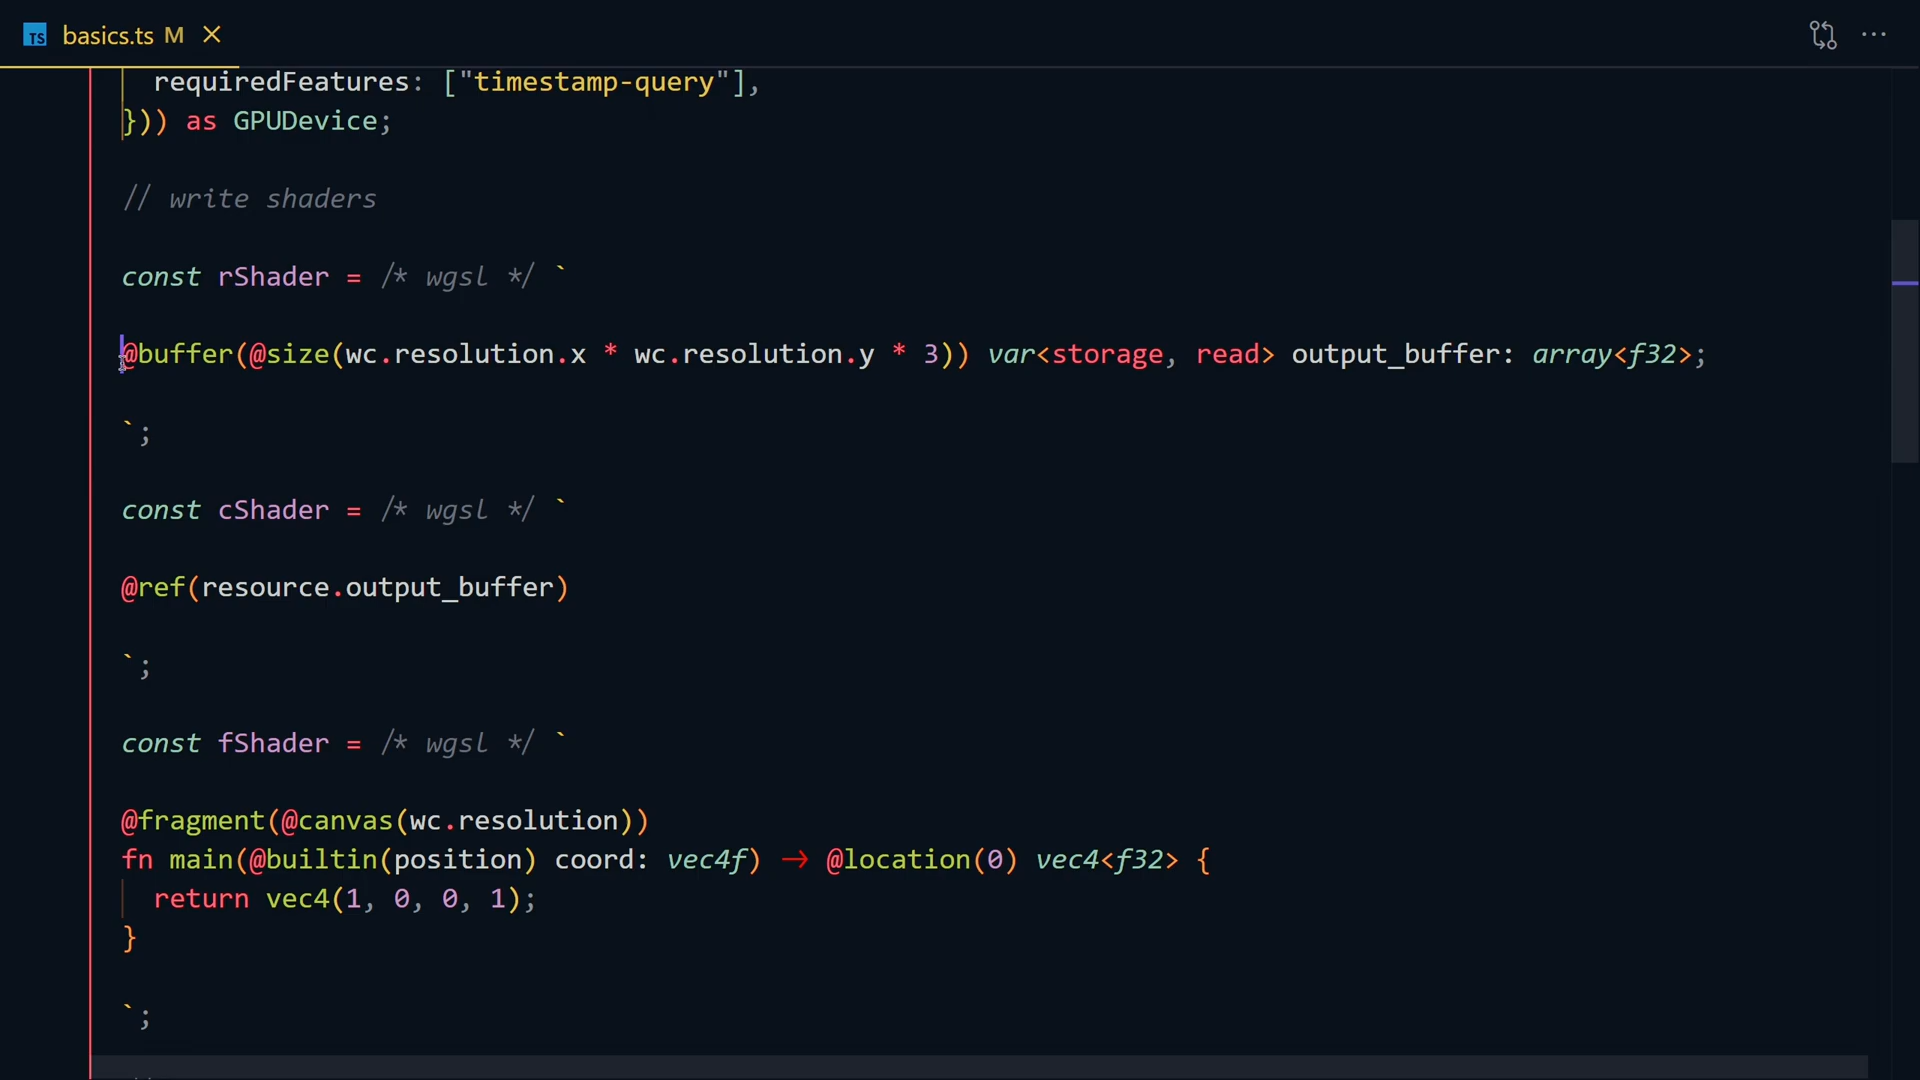 TS basics.ts M
requiredFeatures: ["timestamp-query"],
})) as GPUDevice;
// write shaders
const rShader = /* wgsl */ `
@buffer(@size(wc.resolution.x * wc.resolution.y * 3)) var<storage, read> output_buffer: array<f32>;
`;
const cShader = /* wgsl */ `
@ref(resource.output_buffer)
`;
const fShader = /* wgsl */ `
@fragment(@canvas(wc.resolution))
fn main(@builtin(position) coord: vec4f) -> @location(0) vec4<f32> {
return vec4(1, 0, 0, 1);
}
`;